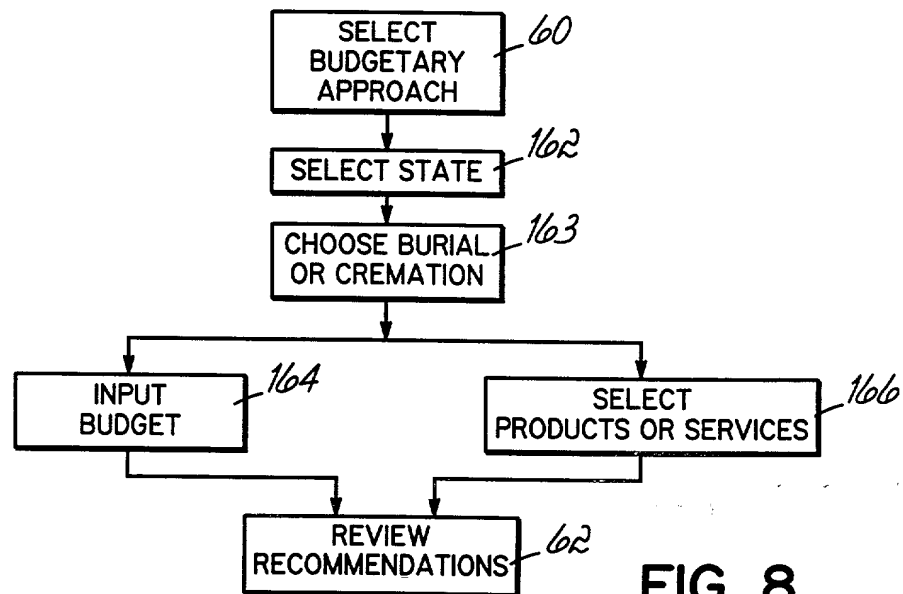 SELECT
BUDGETARY
APPROACH
60
SELECT STATE
162
CHOOSE BURIAL
OR CREMATION
163
INPUT
BUDGET
164
SELECT
PRODUCTS OR SERVICES
166
REVIEW
RECOMMENDATIONS
62
FIG. 8